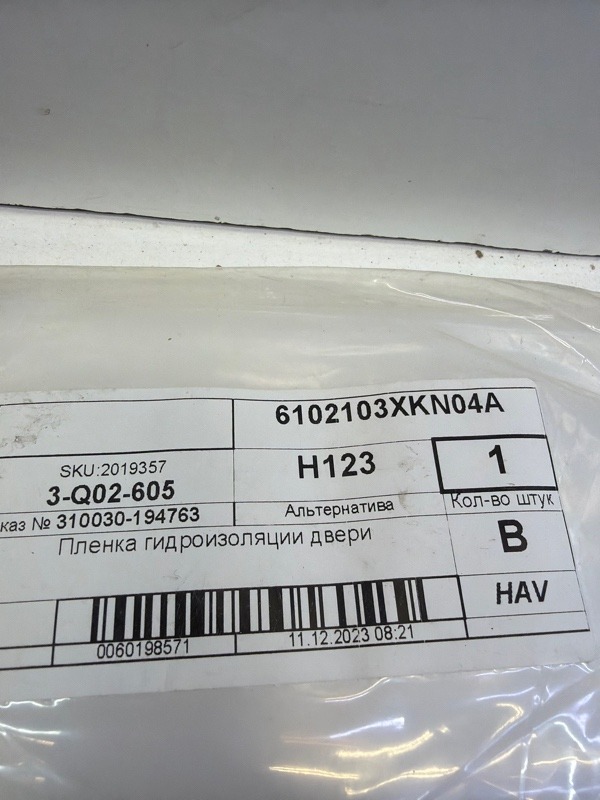 6102103XKN04A
SKU:2019357
3-Q02-605
H123
1
каз № 310030-194763
Альтернатива
Кол-во штук
Пленка гидроизоляции двери
B
HAV
0060198571
11.12.2023 08:21